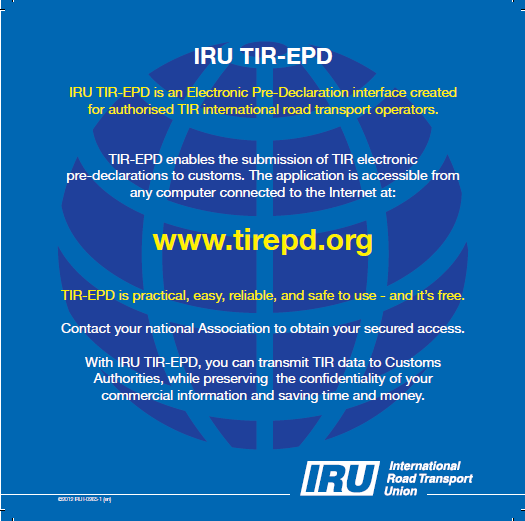 IRU TIR-EPD
IRU TIR-EPD is an Electronic Pre-Declaration interface created
for authorised TIR international road transport operators.
TIR-EPD enables the submission of TIR electronic
pre-declarations to customs. The application is accessible from
any computer connected to the Internet at:
www.tirepd.org
TIR-EPD is practical, easy, reliable, and safe to use - and it's free.
Contact your national Association to obtain your secured access.
With IRU TIR-EPD, you can transmit TIR data to Customs
Authorities, while preserving  the confidentiality of your
commercial information and saving time and money.
IRU
International
Road Transport
Union
(en)